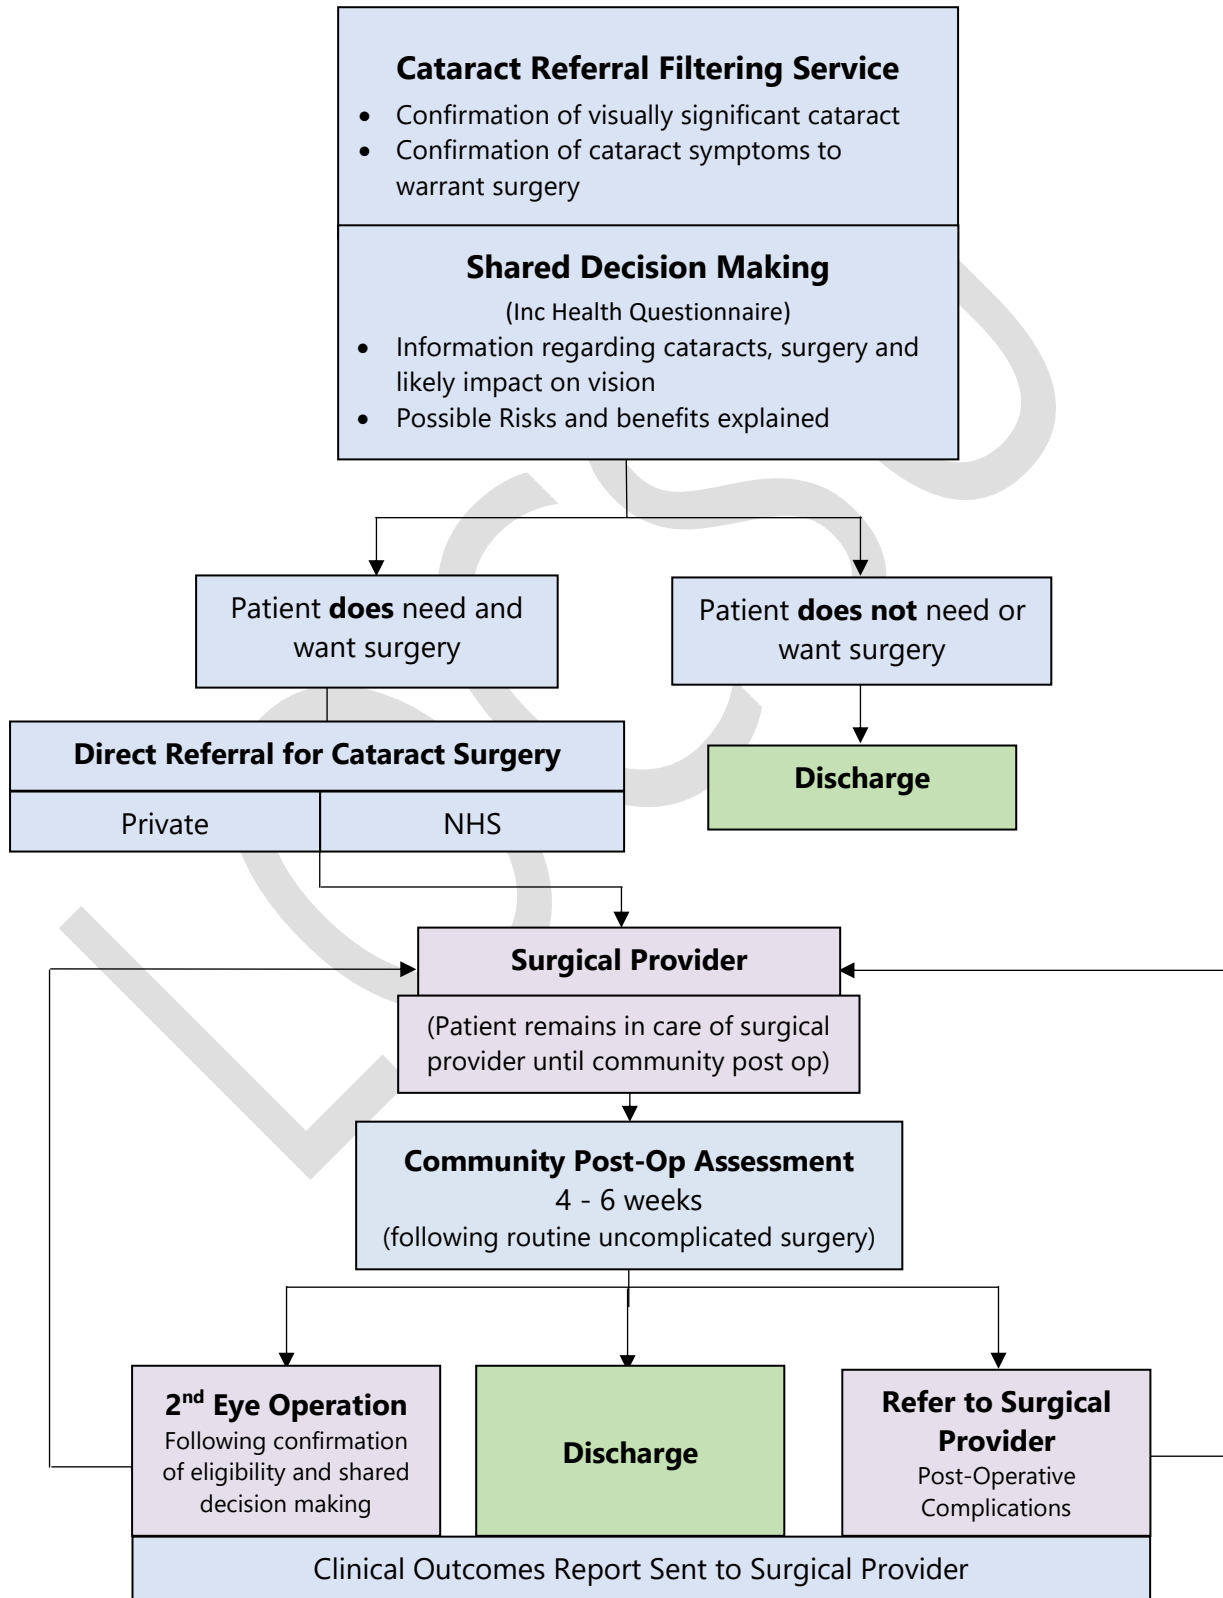 Cataract Referral Filtering Service
• Confirmation of visually significant cataract
• Confirmation of cataract symptoms to
warrant surgery
Shared Decision Making
(Inc Health Questionnaire)
• Information regarding cataracts, surgery and
likely impact on vision
• Possible Risks and benefits explained
Patient does need and
want surgery
Patient does not need or
want surgery
Direct Referral for Cataract Surgery
Private
NHS
Discharge
Surgical Provider
(Patient remains in care of surgical
provider until community post op)
Community Post-Op Assessment
4 - 6 weeks
(following routine uncomplicated surgery)
2nd Eye Operation
Following confirmation
of eligibility and shared
decision making
Discharge
Refer to Surgical
Provider
Post-Operative
Complications
Clinical Outcomes Report Sent to Surgical Provider
LOCSU